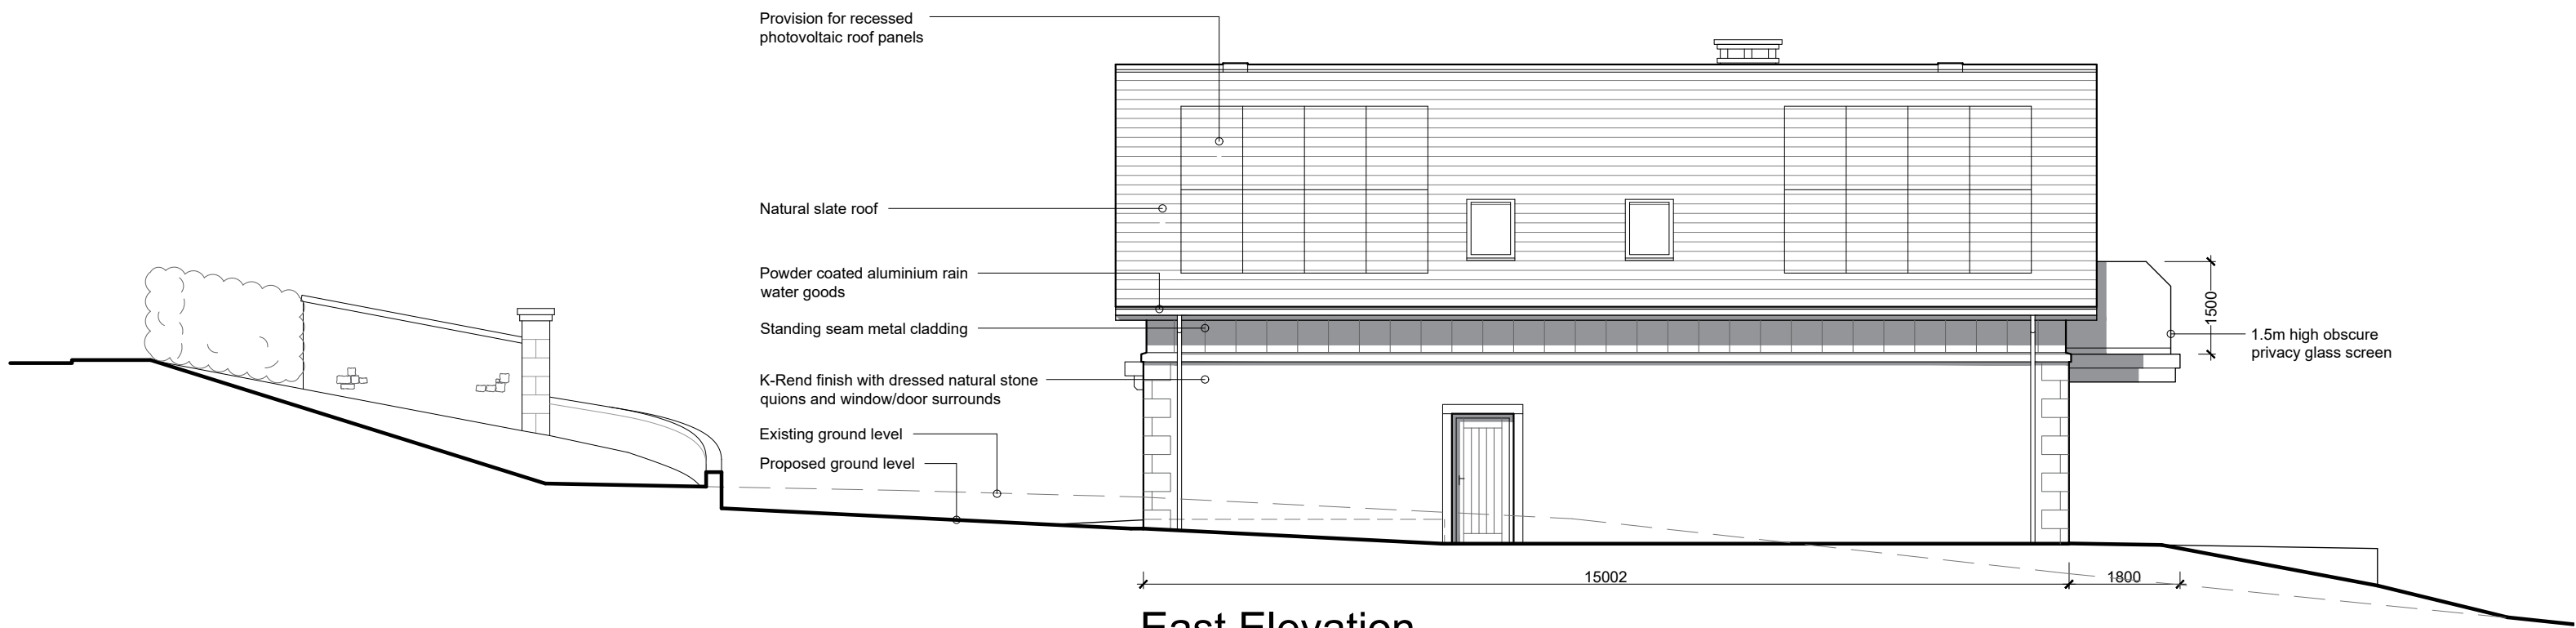 Provision for recessed
photovoltaic roof panels
Natural slate roof
Powder coated aluminium rain
water goods
Standing seam metal cladding
K-Rend finish with dressed natural stone
quions and window/door surrounds
Existing ground level
Proposed ground level
1500
1.5m high obscure
privacy glass screen
15002
1800
East Elevation